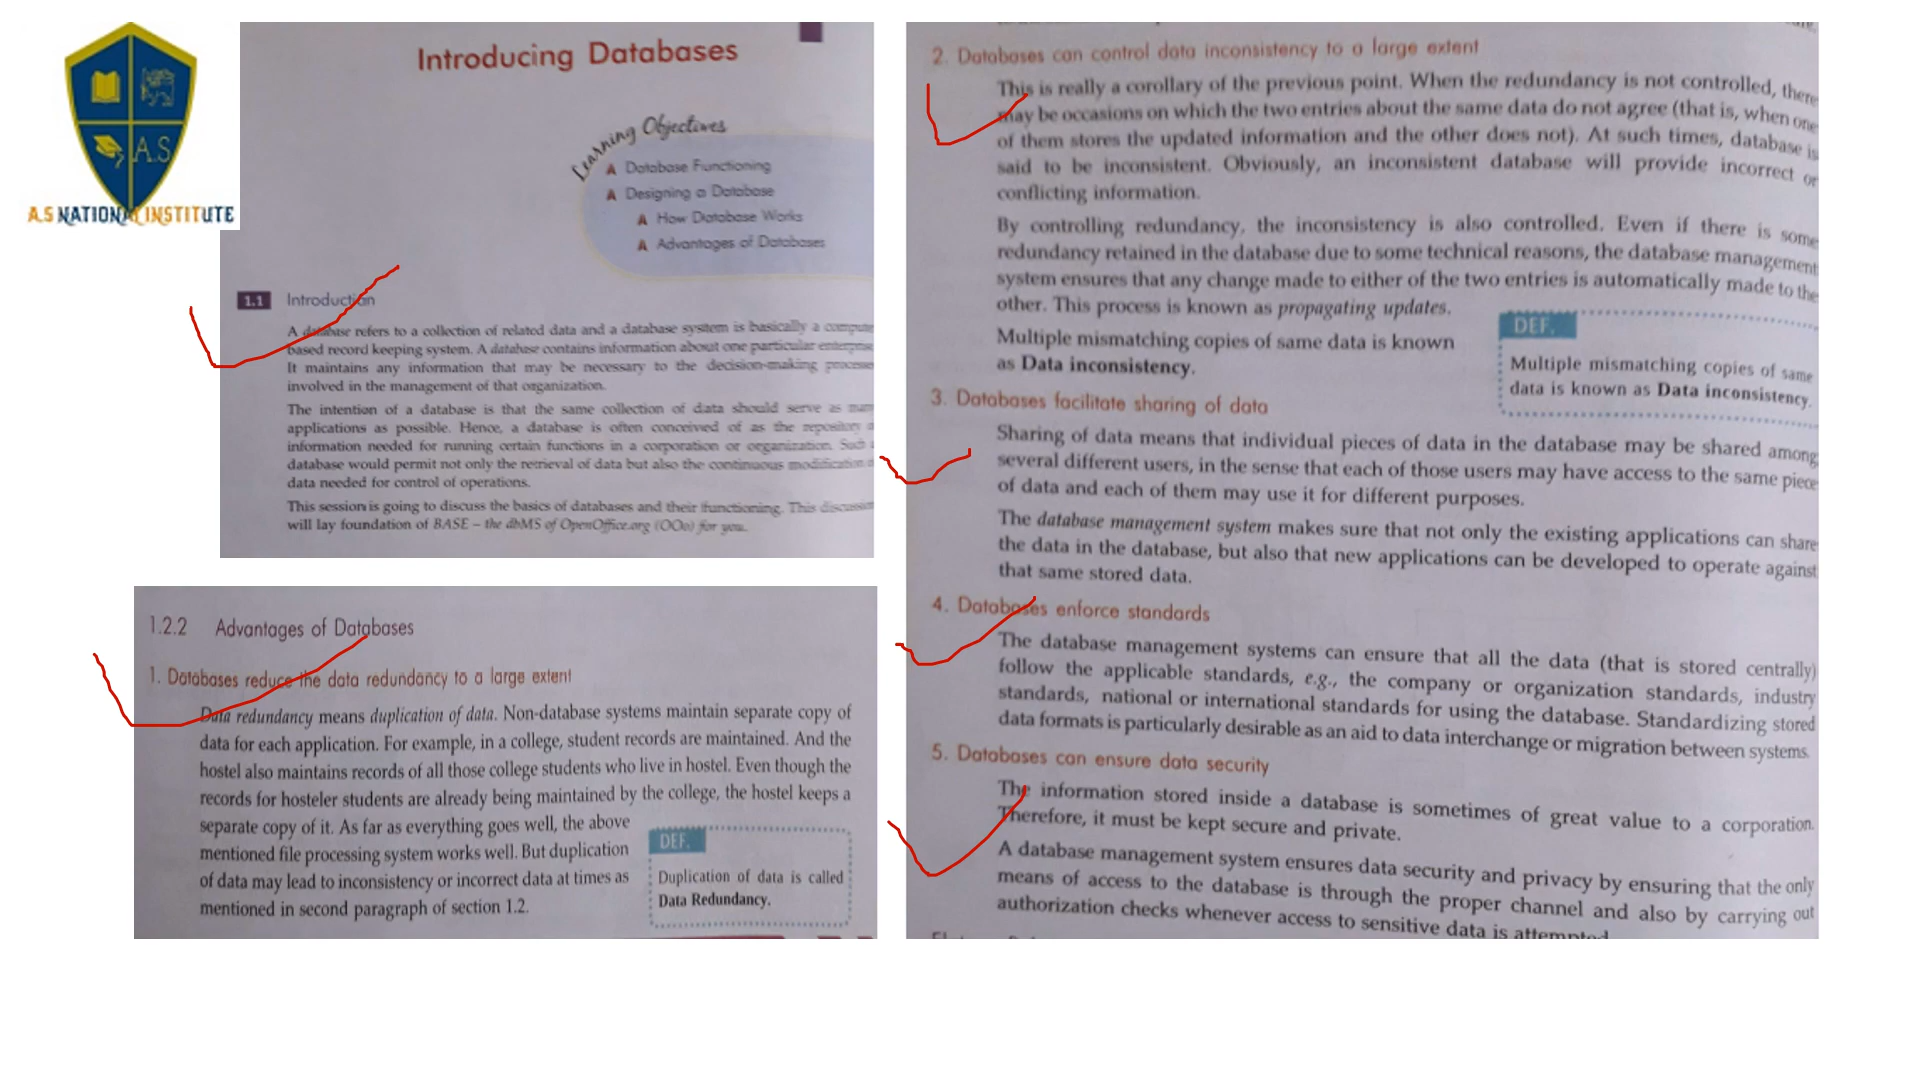 A.S
A.S NATIONAL INSTITUTE
Introducing Databases
Learning Objectives
Database Functioning
Designing a Database
How Database Works
Advantages of Databases
1.1 Introduction
A database refers to a collection of related data and a database system is basically a compute
based record keeping system. A database contains information about one particular enterprise
It maintains any information that may be necessary to the decision-making processe
involved in the management of that organization.
The intention of a database is that the same collection of data should serve as man
applications as possible. Hence, a database is often conceived of as the repository o
information needed for running certain functions in a corporation or organization. Such
database would permit not only the retrieval of data but also the continuous modification o
data needed for control of operations.
This session is going to discuss the basics of databases and their functioning. This discussion
will lay foundation of BASE – the dbMS of OpenOffice.org (OOo) for you.
1.2.2 Advantages of Databases
1. Databases reduce the data redundancy to a large extent
Data redundancy means duplication of data. Non-database systems maintain separate copy of
data for each application. For example, in a college, student records are maintained. And the
hostel also maintains records of all those college students who live in hostel. Even though the
records for hosteler students are already being maintained by the college, the hostel keeps a
separate copy of it. As far as everything goes well, the above
mentioned file processing system works well. But duplication
of data may lead to inconsistency or incorrect data at times as
mentioned in second paragraph of section 1.2.
DEF.
Duplication of data is called
Data Redundancy.
2. Databases can control data inconsistency to a large extent
This is really a corollary of the previous point. When the redundancy is not controlled, there
may be occasions on which the two entries about the same data do not agree (that is, when one
of them stores the updated information and the other does not). At such times, database is
said to be inconsistent. Obviously, an inconsistent database will provide incorrect or
conflicting information.
By controlling redundancy, the inconsistency is also controlled. Even if there is some
redundancy retained in the database due to some technical reasons, the database management
system ensures that any change made to either of the two entries is automatically made to the
other. This process is known as propagating updates.
Multiple mismatching copies of same data is known
as Data inconsistency.
DEF.
Multiple mismatching copies of same
data is known as Data inconsistency.
3. Databases facilitate sharing of data
Sharing of data means that individual pieces of data in the database may be shared among
several different users, in the sense that each of those users may have access to the same piece
of data and each of them may use it for different purposes.
The database management system makes sure that not only the existing applications can share
the data in the database, but also that new applications can be developed to operate against
that same stored data.
4. Databases enforce standards
The database management systems can ensure that all the data (that is stored centrally)
follow the applicable standards, e.g., the company or organization standards, industry
standards, national or international standards for using the database. Standardizing stored
data formats is particularly desirable as an aid to data interchange or migration between systems.
5. Databases can ensure data security
The information stored inside a database is sometimes of great value to a corporation.
Therefore, it must be kept secure and private.
A database management system ensures data security and privacy by ensuring that the only
means of access to the database is through the proper channel and also by carrying out
authorization checks whenever access to sensitive data is attempted